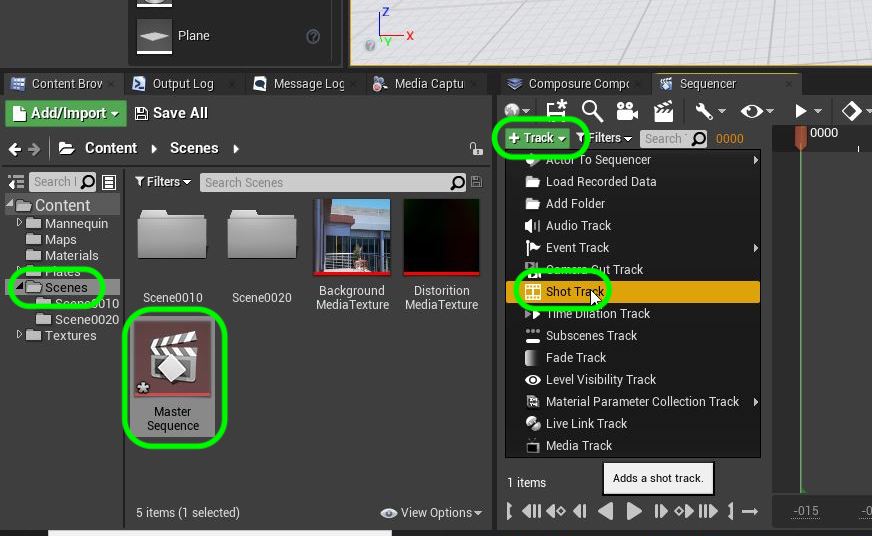 Plane
Z
X
Y
Content Brov
Output Log
Message Log
Media Captu
Composure Compo
Sequencer
Add/Import
Save All
Track
Filters
Search
0000
0000
Content
Scenes
Actor To Sequencer
Load Recorded Data
Add Folder
Audio Track
Event Track
Camera Cut Track
Shot Track
Time Dilation Track
Subscenes Track
Fade Track
Level Visibility Track
Material Parameter Collection Track
Live Link Track
Media Track
Search
Filters
Search Scenes
Content
Mannequin
Maps
Materials
Plates
Scenes
Scene0010
Scene0020
Textures
Scene0010
Scene0020
Background
MediaTexture
Distorition
MediaTexture
Master
Sequence
1 items
Adds a shot track.
5 items (1 selected)
View Options
-015